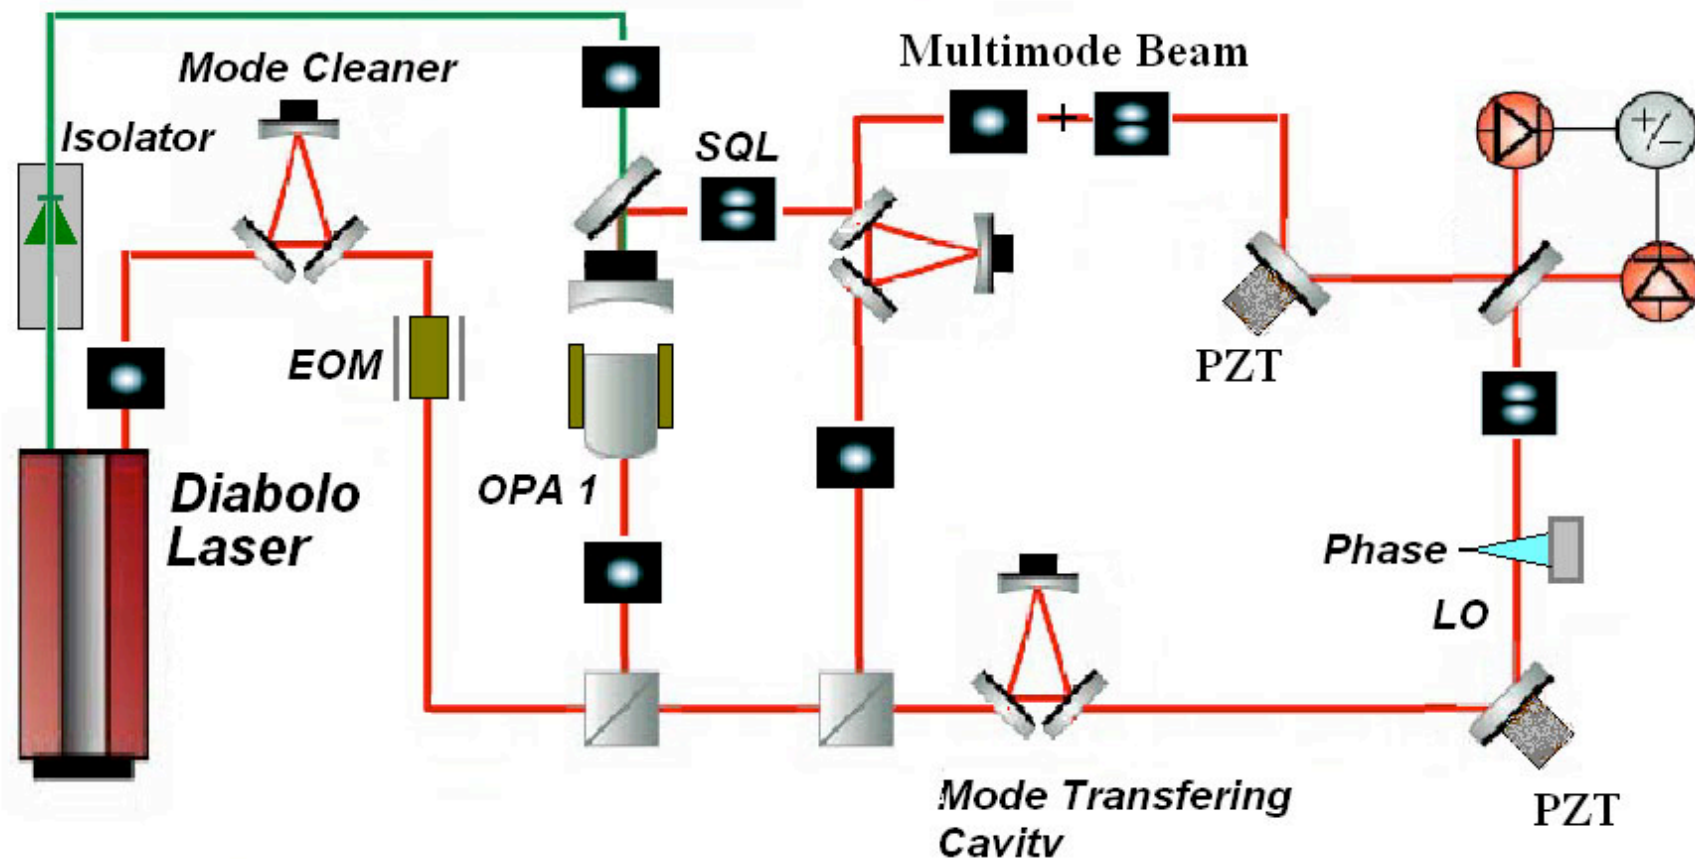 Multimode Beam
Mode Cleaner
Isolator
SQL
+
+/-
EOM
PZT
OPA 1
Diabolo
Laser
Phase
LO
Mode Transfering
Cavity
PZT